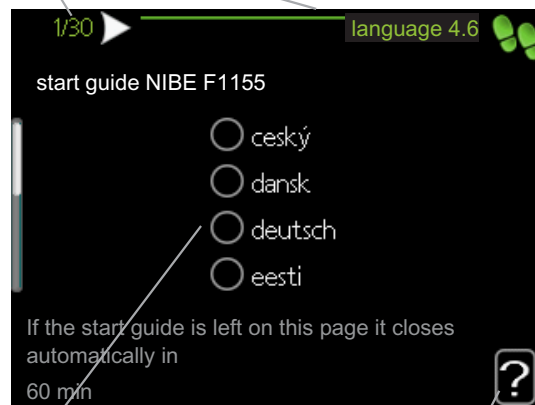 1/30
language 4.6
start guide NIBE F1155
ceský
dansk
deutsch
eesti
If the start guide is left on this page it closes
automatically in
60 min
?